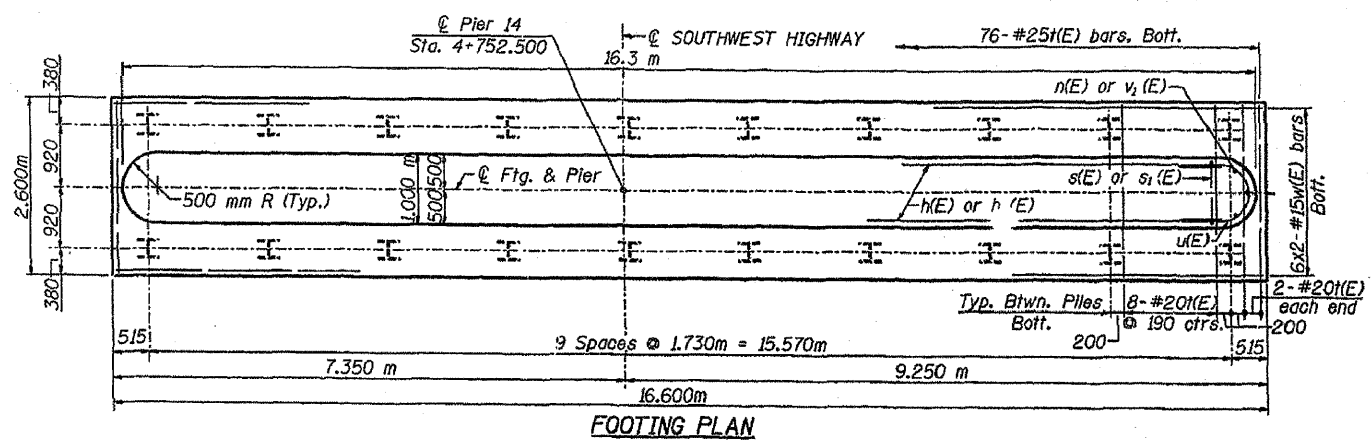 ℄ Pier 14
Sta. 4+752.500
℄ SOUTHWEST HIGHWAY
76-#25t(E) bars. Bott.
16.3 m
n(E) or v₂(E)
380
920
920
380
2.600m
500 mm R (Typ.)
1.000 m
500
500
℄ Ftg. & Pier
s(E) or s₁(E)
h(E) or h (E)
u(E)
6x2-#15w(E) bars
Bott.
Typ. Btwn. Piles
Bott.
8-#20t(E)
@ 190 ctrs.
2-#20t(E)
each end
200
200
515
9 Spaces @ 1.730m = 15.570m
515
7.350 m
9.250 m
16.600m
FOOTING PLAN